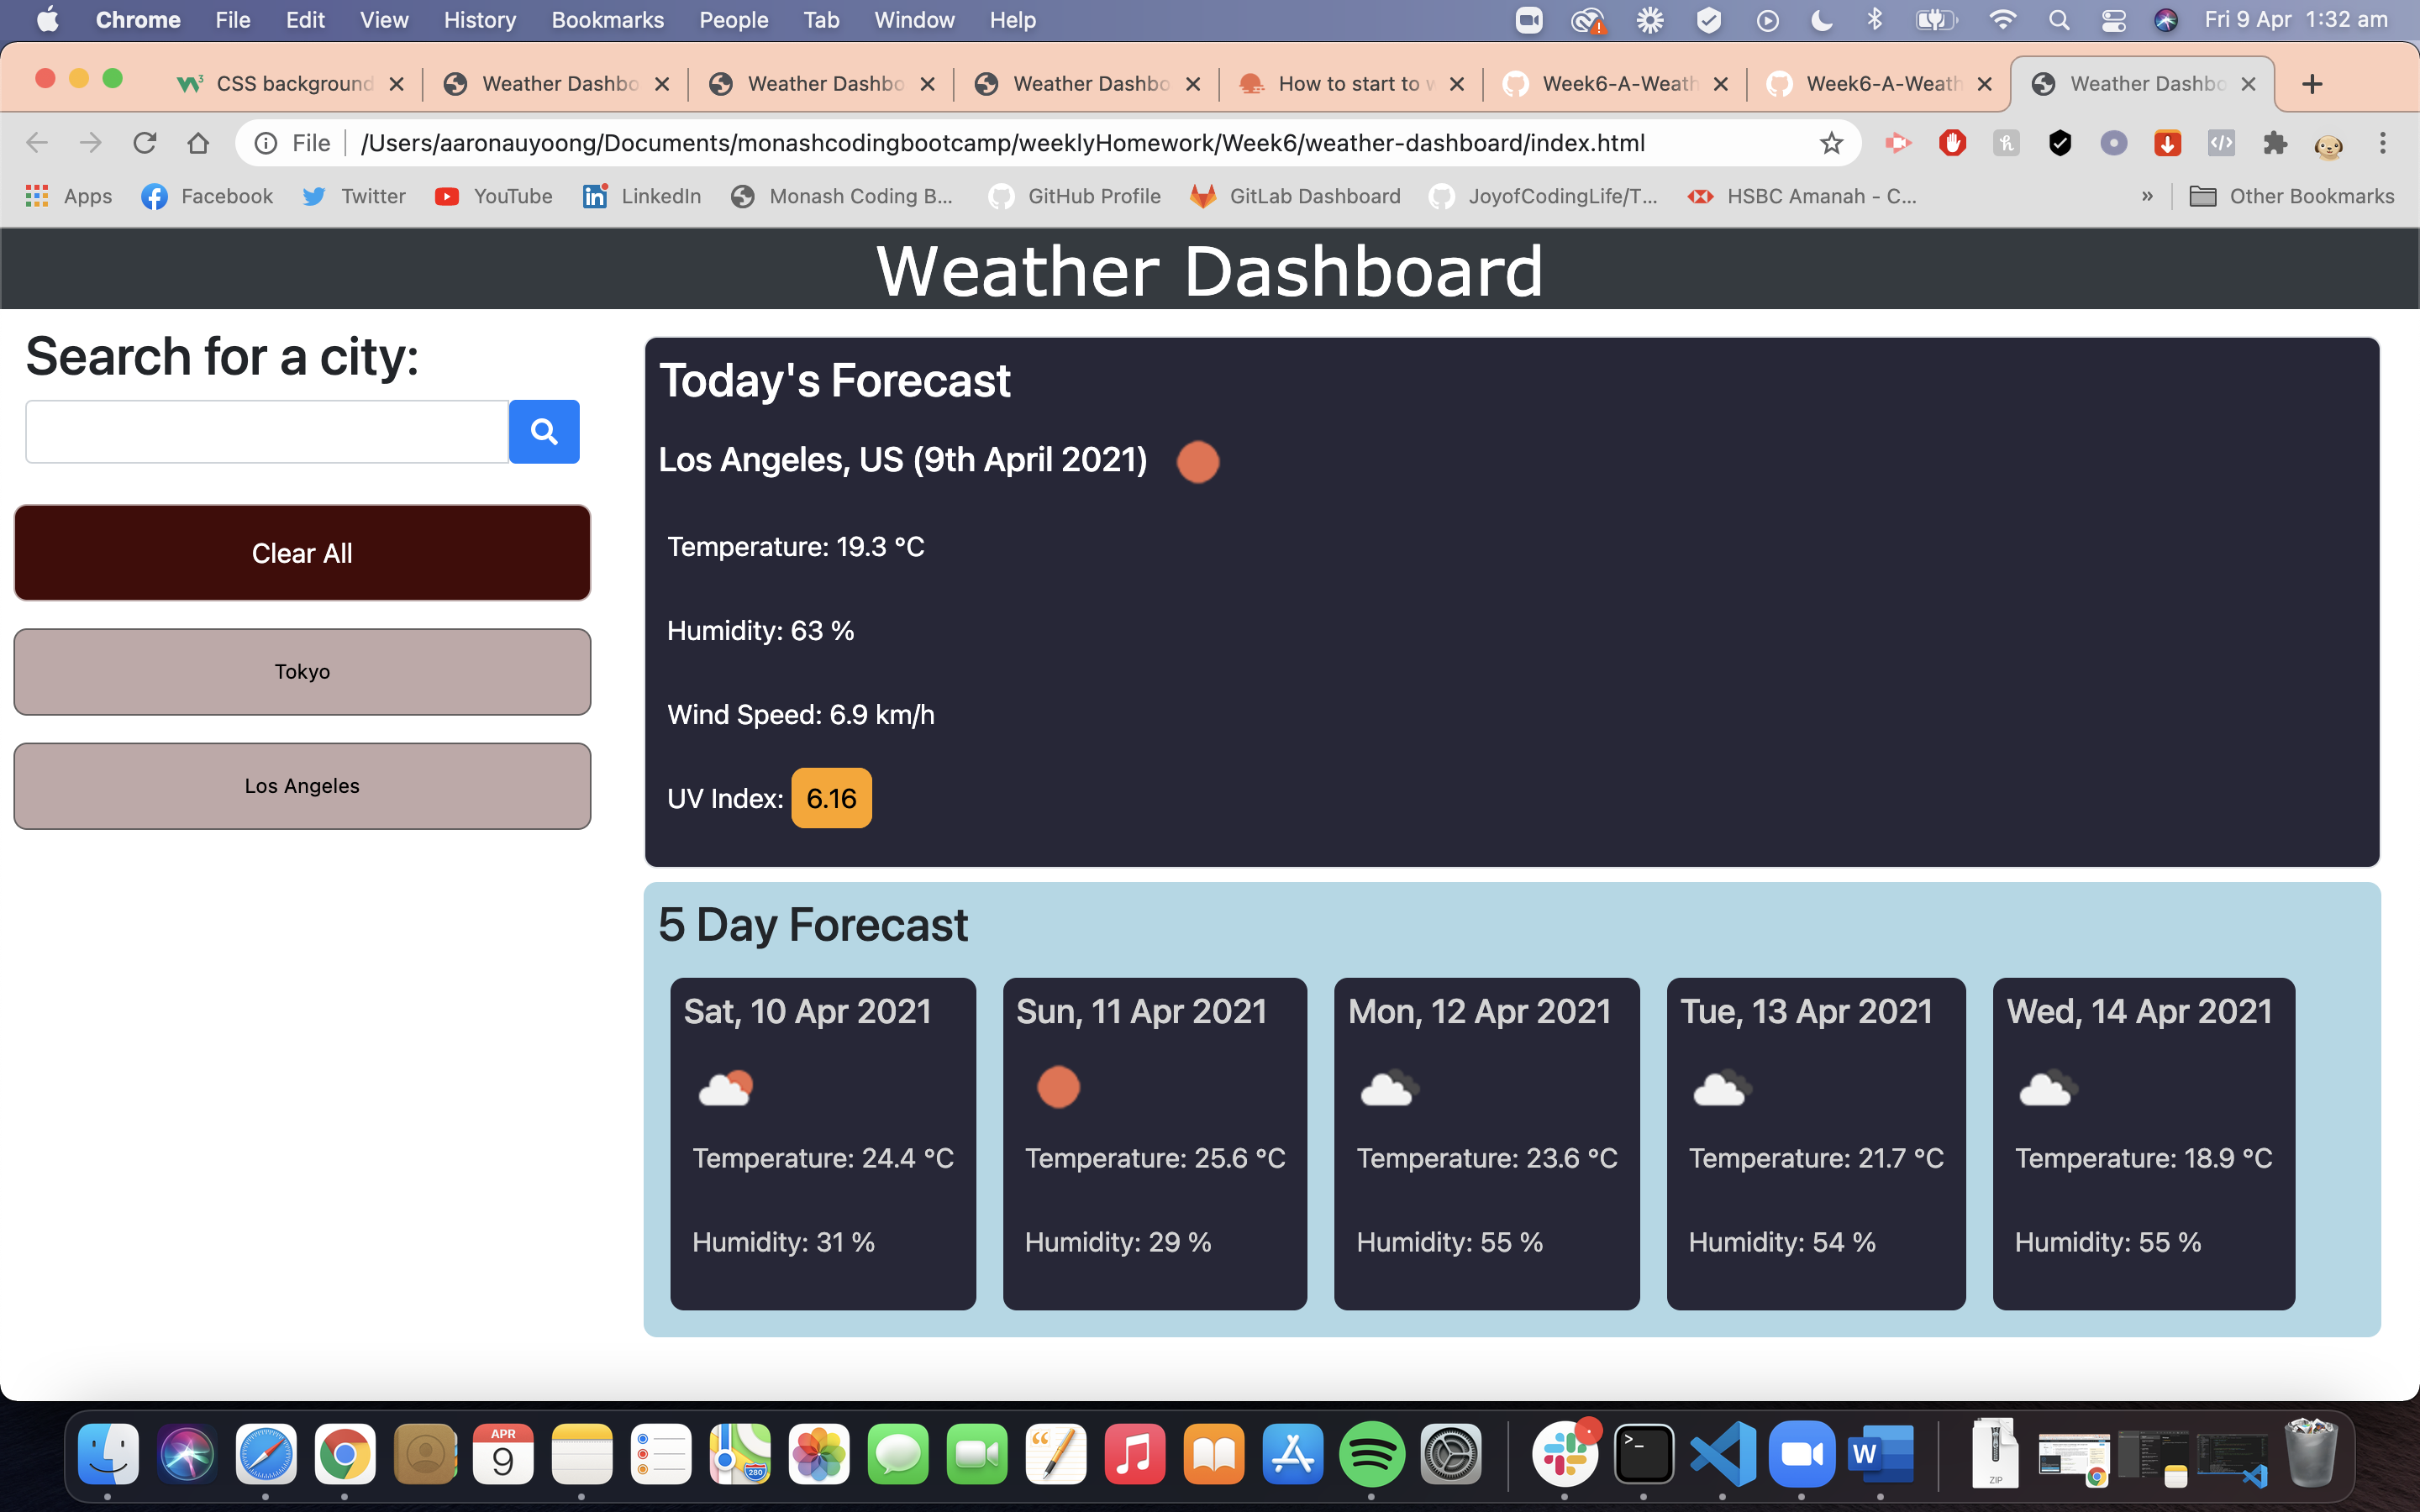 Chrome File Edit View History Bookmarks People Tab Window Help Fri 9 Apr 1:32 am
CSS background Weather Dashbo Weather Dashbo Weather Dashbo How to start to w Week6-A-Weath Week6-A-Weath Weather Dashbo
File /Users/aaronauyoong/Documents/monashcodingbootcamp/weeklyHomework/Week6/weather-dashboard/index.html
Apps Facebook Twitter YouTube LinkedIn Monash Coding B... GitHub Profile GitLab Dashboard JoyofCodingLife/T... HSBC Amanah - C... » Other Bookmarks
Weather Dashboard
Search for a city:
Clear All
Tokyo
Los Angeles
Today's Forecast
Los Angeles, US (9th April 2021)
Temperature: 19.3 °C
Humidity: 63 %
Wind Speed: 6.9 km/h
UV Index: 6.16
5 Day Forecast
Sat, 10 Apr 2021
Temperature: 24.4 °C
Humidity: 31 %
Sun, 11 Apr 2021
Temperature: 25.6 °C
Humidity: 29 %
Mon, 12 Apr 2021
Temperature: 23.6 °C
Humidity: 55 %
Tue, 13 Apr 2021
Temperature: 21.7 °C
Humidity: 54 %
Wed, 14 Apr 2021
Temperature: 18.9 °C
Humidity: 55 %
APR
9
280
>_
W
ZIP